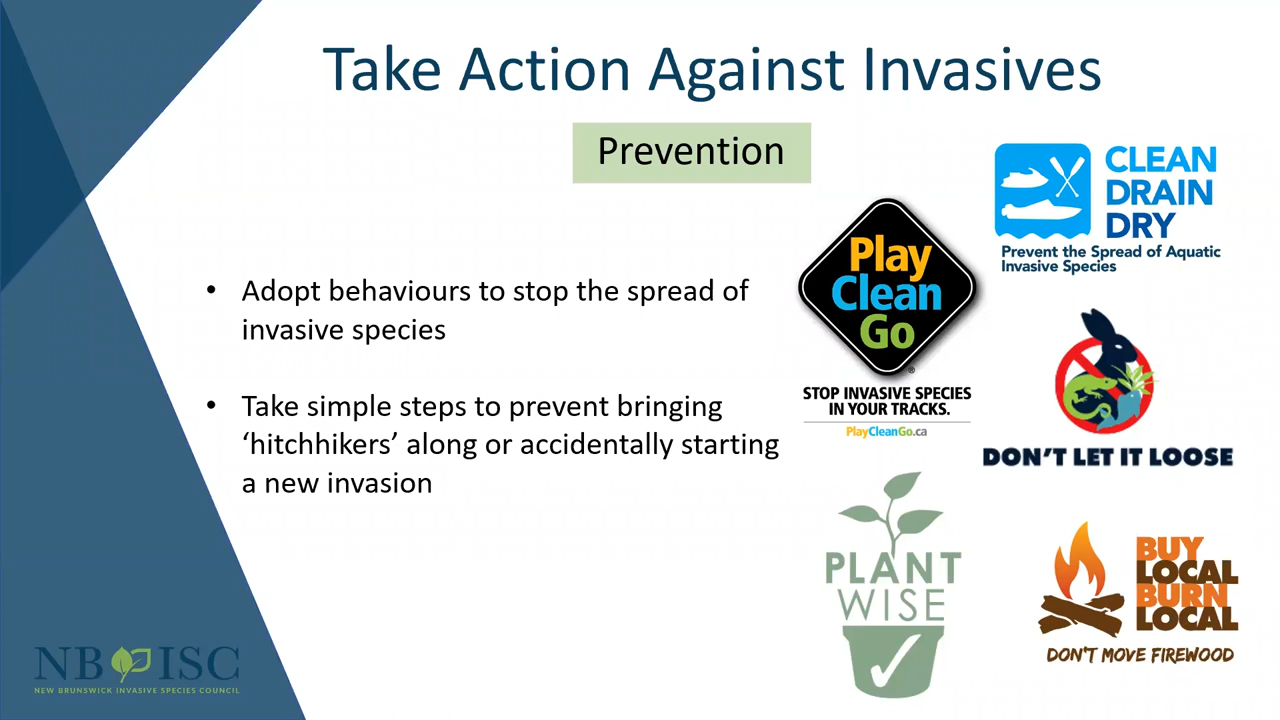 Take Action Against Invasives
Prevention
• Adopt behaviours to stop the spread of
invasive species
• Take simple steps to prevent bringing
‘hitchhikers’ along or accidentally starting
a new invasion
CLEAN
DRAIN
DRY
Prevent the Spread of Aquatic
Invasive Species
Play
Clean
Go
®
STOP INVASIVE SPECIES
IN YOUR TRACKS.
PlayCleanGo.ca
DON'T LET IT LOOSE
PLANT
WISE
BUY
LOCAL
BURN
LOCAL
DON'T MOVE FIREWOOD
NB ISC
NEW BRUNSWICK INVASIVE SPECIES COUNCIL